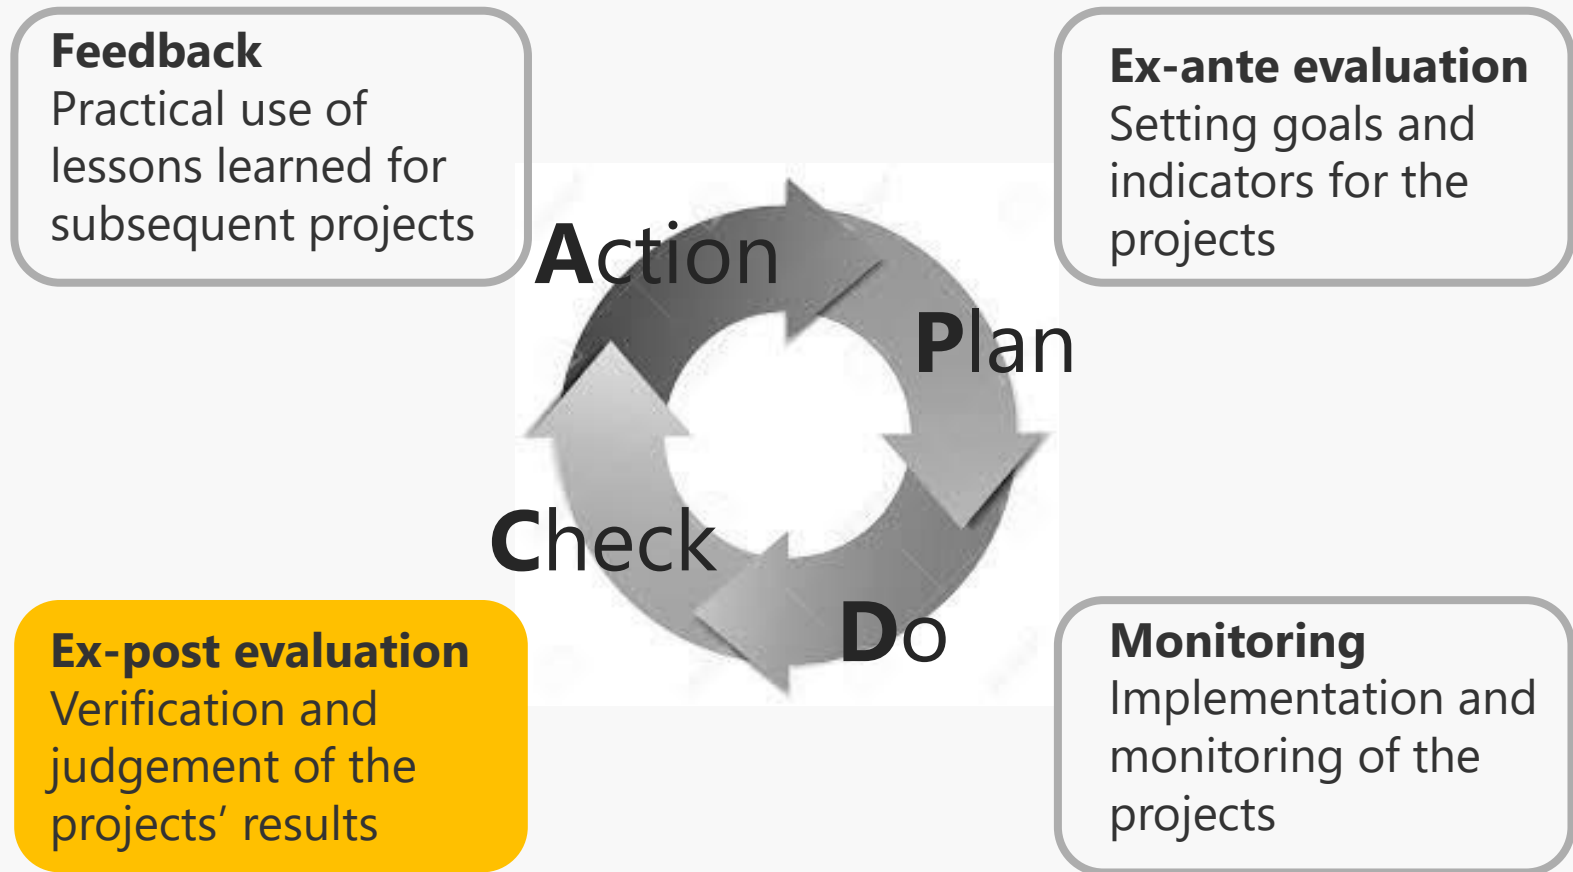 Feedback
Practical use of
lessons learned for
subsequent projects
Ex-ante evaluation
Setting goals and
indicators for the
projects
Action
Plan
Check
Do
Ex-post evaluation
Verification and
judgement of the
projects’ results
Monitoring
Implementation and
monitoring of the
projects